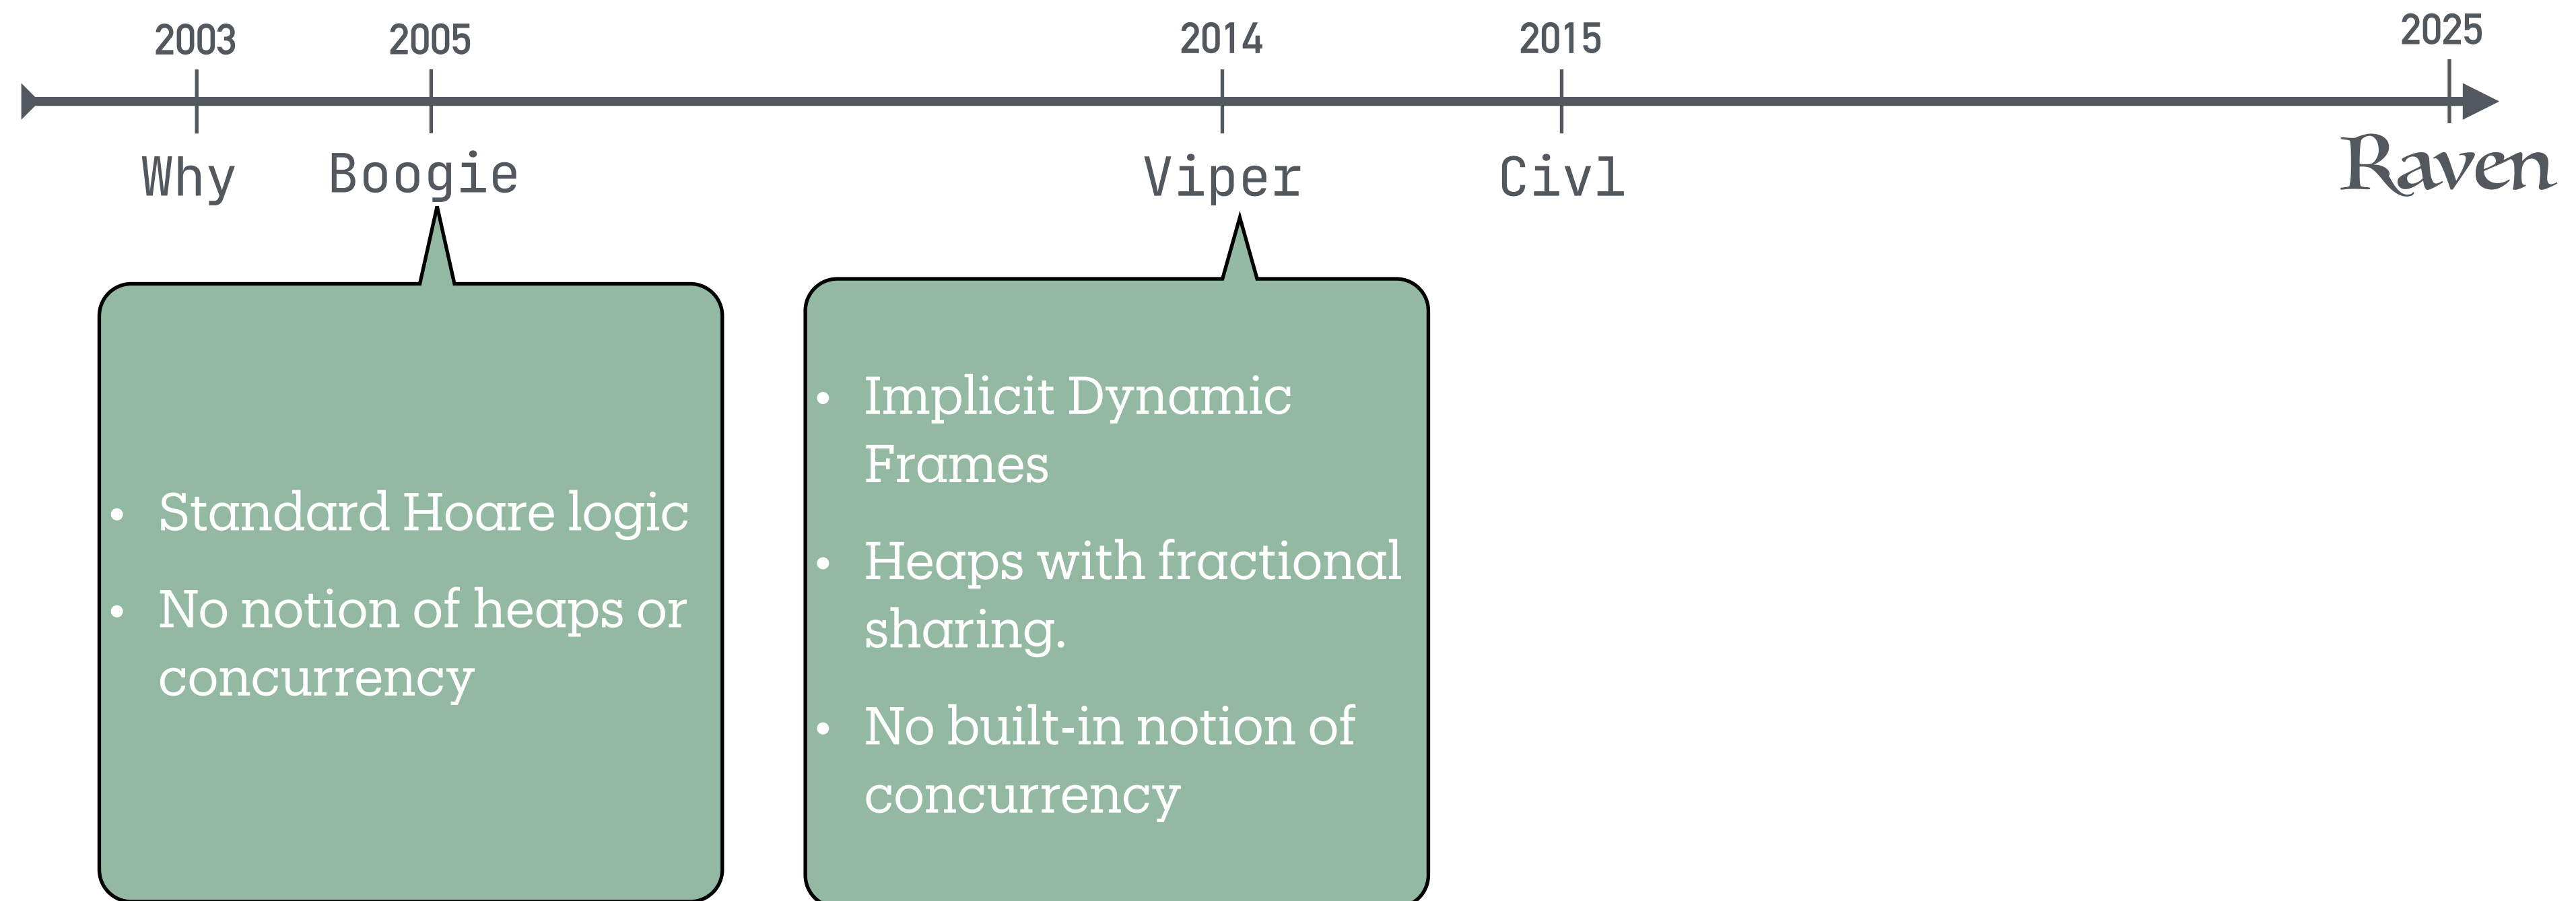 2003 2005 2014 2015 2025
Why Boogie Viper Civl Raven
• Standard Hoare logic
• No notion of heaps or
concurrency
• Implicit Dynamic
Frames
• Heaps with fractional
sharing.
• No built-in notion of
concurrency